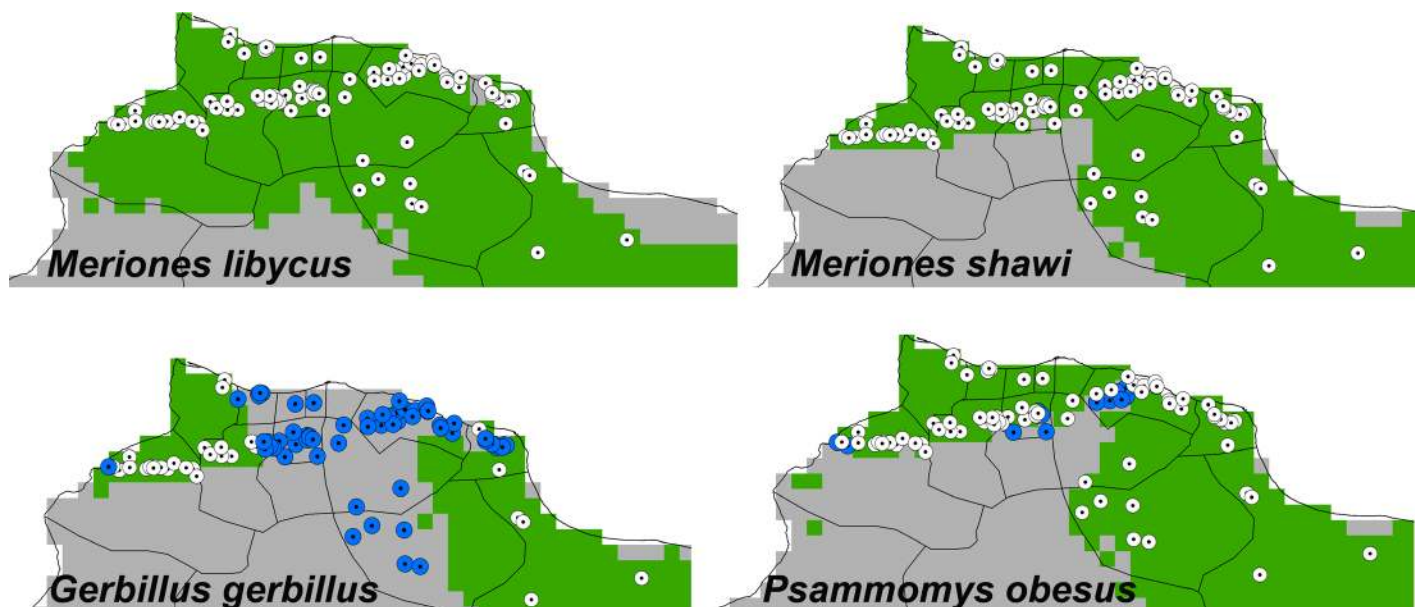 Meriones libycus
Meriones shawi
Gerbillus gerbillus
Psammomys obesus